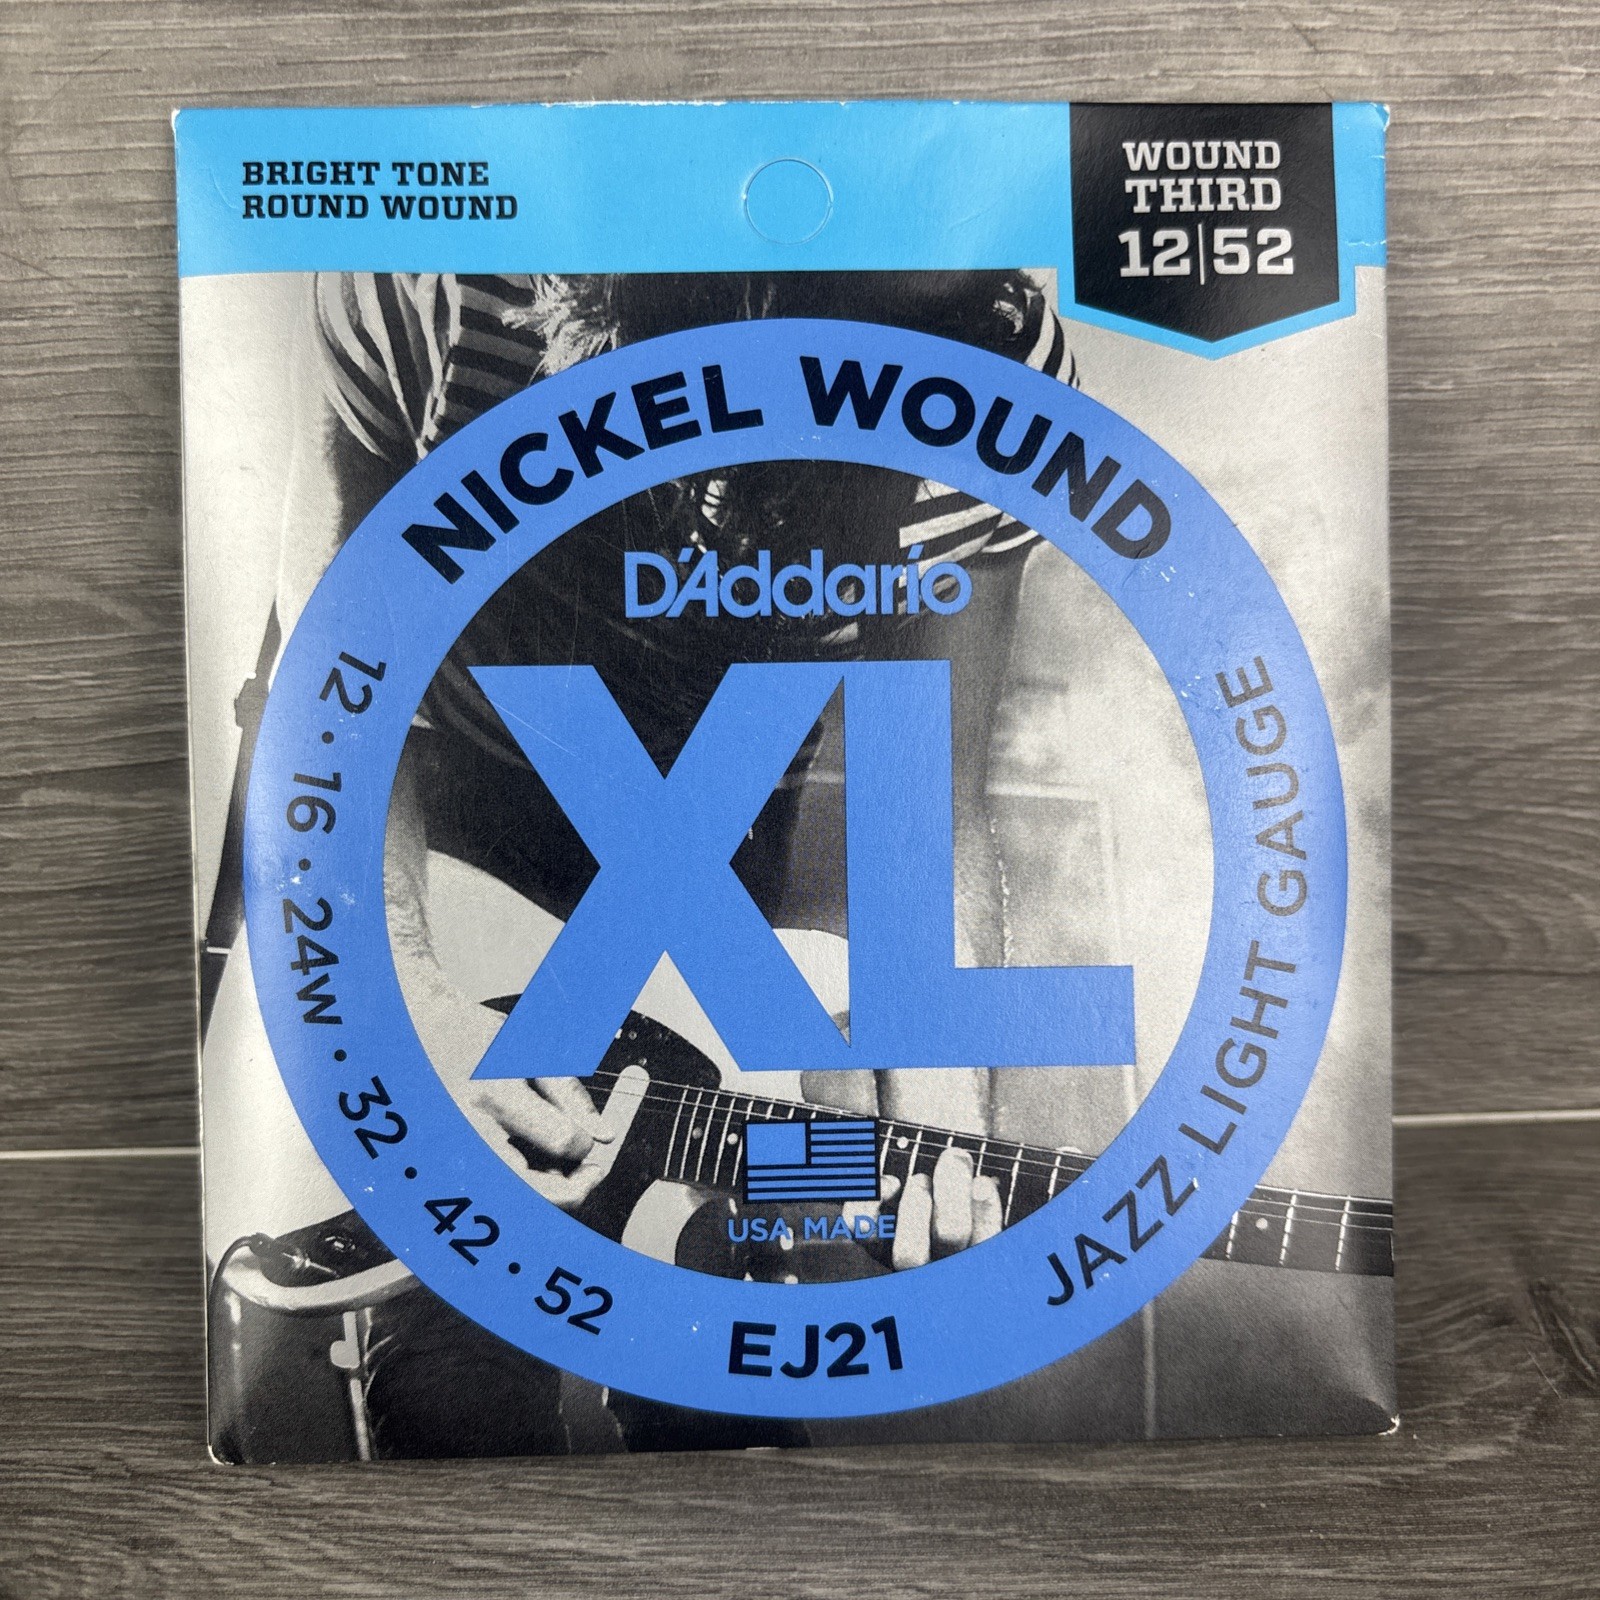 BRIGHT TONE
ROUND WOUND
WOUND
THIRD
12|52
NICKEL WOUND
D'Addario
XL
12 • 16 • 24w • 32 • 42 • 52
JAZZ LIGHT GAUGE
USA MADE
EJ21